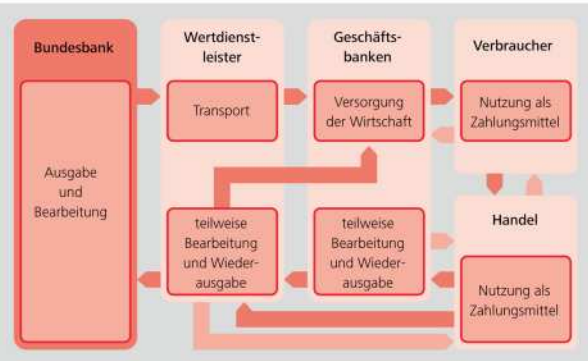 Bundesbank
Ausgabe
und
Bearbeitung
Wertdienst-
leister
Transport
teilweise
Bearbeitung
und Wieder-
ausgabe
Geschäfts-
banken
Versorgung
der Wirtschaft
teilweise
Bearbeitung
und Wieder-
ausgabe
Verbraucher
Nutzung als
Zahlungsmittel
Handel
Nutzung als
Zahlungsmittel